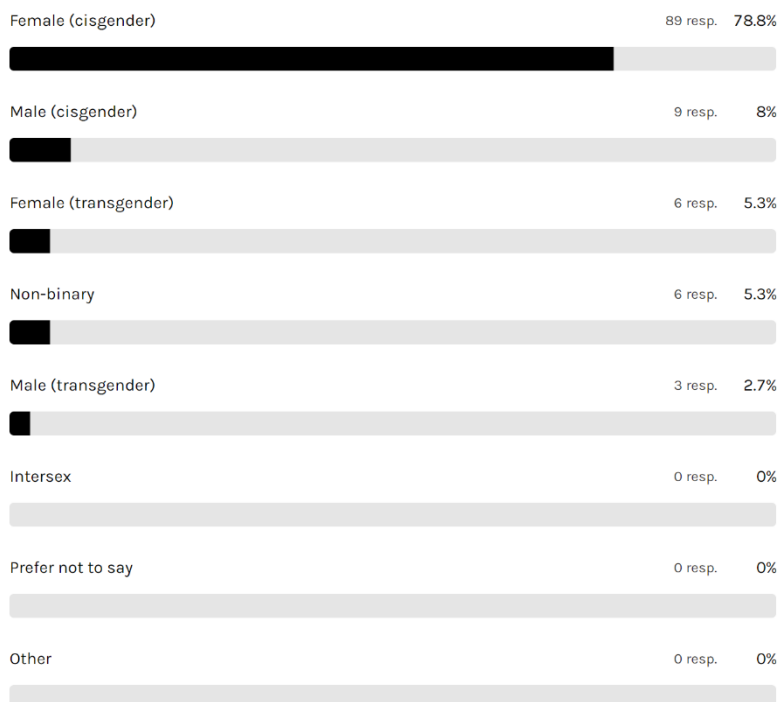 Female (cisgender) 89 resp. 78.8%
Male (cisgender) 9 resp. 8%
Female (transgender) 6 resp. 5.3%
Non-binary 6 resp. 5.3%
Male (transgender) 3 resp. 2.7%
Intersex 0 resp. 0%
Prefer not to say 0 resp. 0%
Other 0 resp. 0%